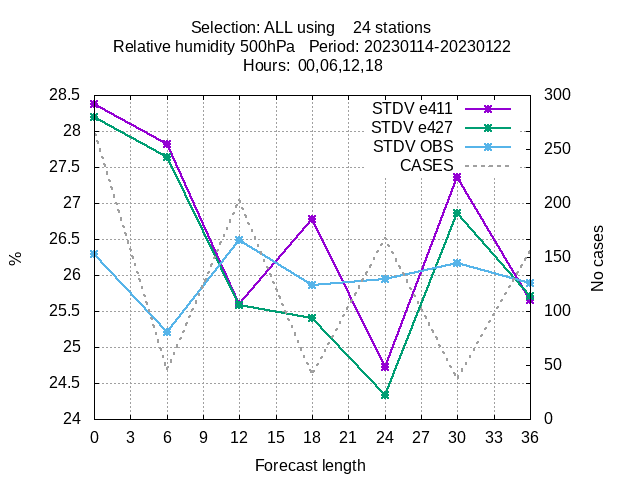 Selection: ALL using    24 stations
Relative humidity 500hPa   Period: 20230114-20230122
Hours:  00,06,12,18
28.5
28
27.5
27
26.5
26
25.5
25
24.5
24
%
STDV e411
STDV e427
STDV OBS
CASES
300
250
200
150
100
50
0
No cases
0 3 6 9 12 15 18 21 24 27 30 33 36
Forecast length